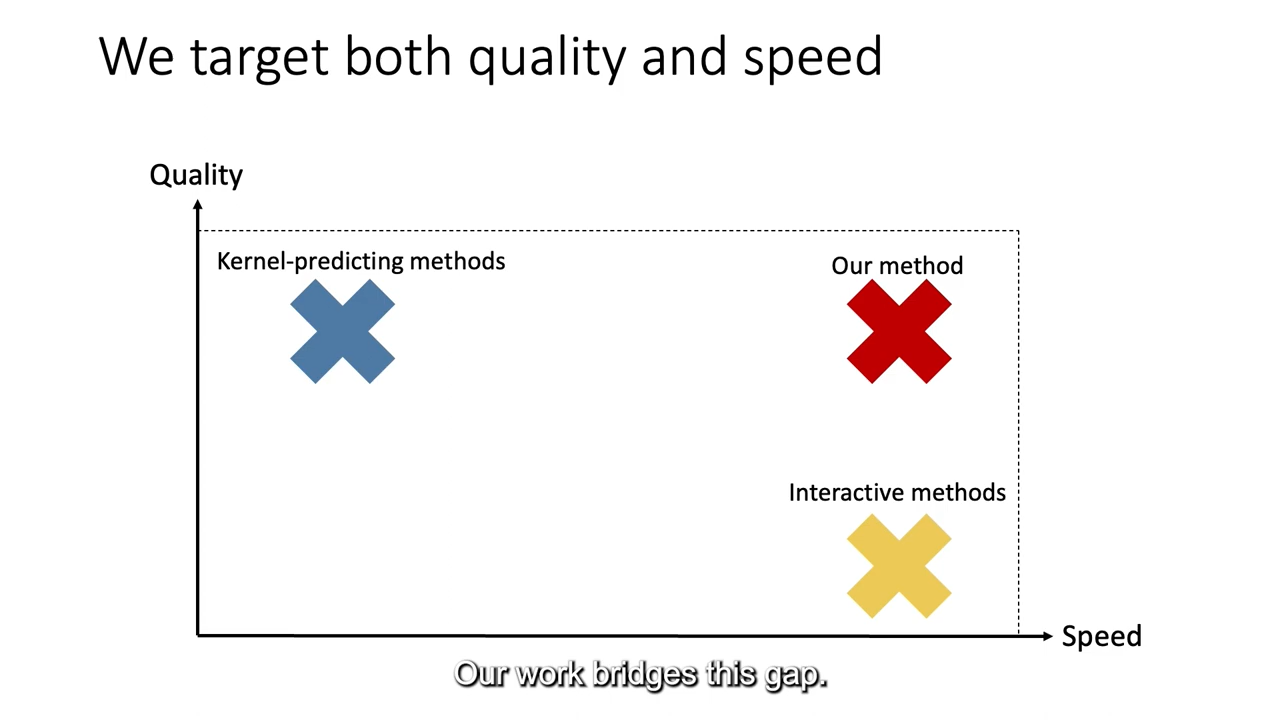 We target both quality and speed
Quality
Kernel-predicting methods
Our method
Interactive methods
Speed
Our work bridges this gap.